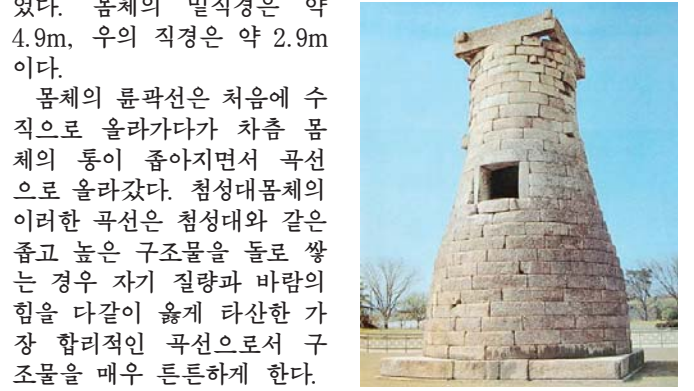 었다. 몸체의 밑직경은 약
4.9m, 우의 직경은 약 2.9m
이다.
몸체의 륜곽선은 처음에 수
직으로 올라가다가 차츰 몸
체의 통이 좁아지면서 곡선
으로 올라갔다. 첨성대몸체의
이러한 곡선은 첨성대와 같은
좁고 높은 구조물을 돌로 쌓
는 경우 자기 질량과 바람의
힘을 다같이 옳게 타산한 가
장 합리적인 곡선으로서 구
조물을 매우 튼튼하게 한다.